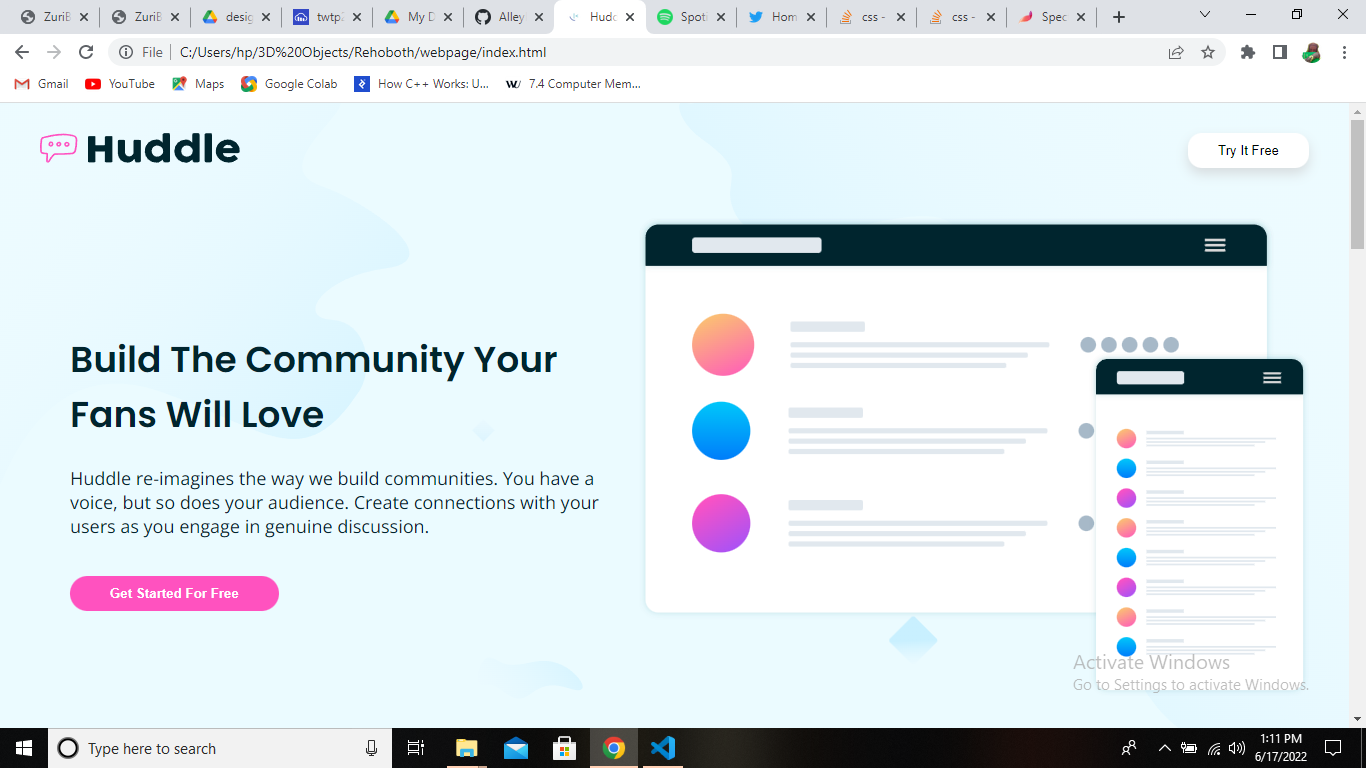 ZuriB
ZuriB
desig
twtp
My D
Alley
Hudd
Spoti
Hom
css -
css -
Spec
File
C:/Users/hp/3D%20Objects/Rehoboth/webpage/index.html
Gmail
YouTube
Maps
Google Colab
How C++ Works: U...
7.4 Computer Mem...
Huddle
Try It Free
Build The Community Your
Fans Will Love
Huddle re-imagines the way we build communities. You have a
voice, but so does your audience. Create connections with your
users as you engage in genuine discussion.
Get Started For Free
Activate Windows
Go to Settings to activate Windows.
Type here to search
1:11 PM
6/17/2022